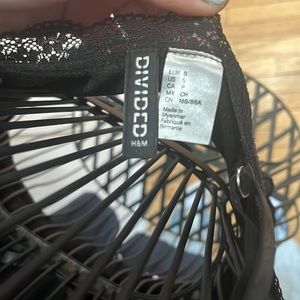 DIVIDED
H&M
EUR S
US S
CA P
MX CH
CN 165/88A
Made in
Myanmar
Fabriqué en
Birmanie